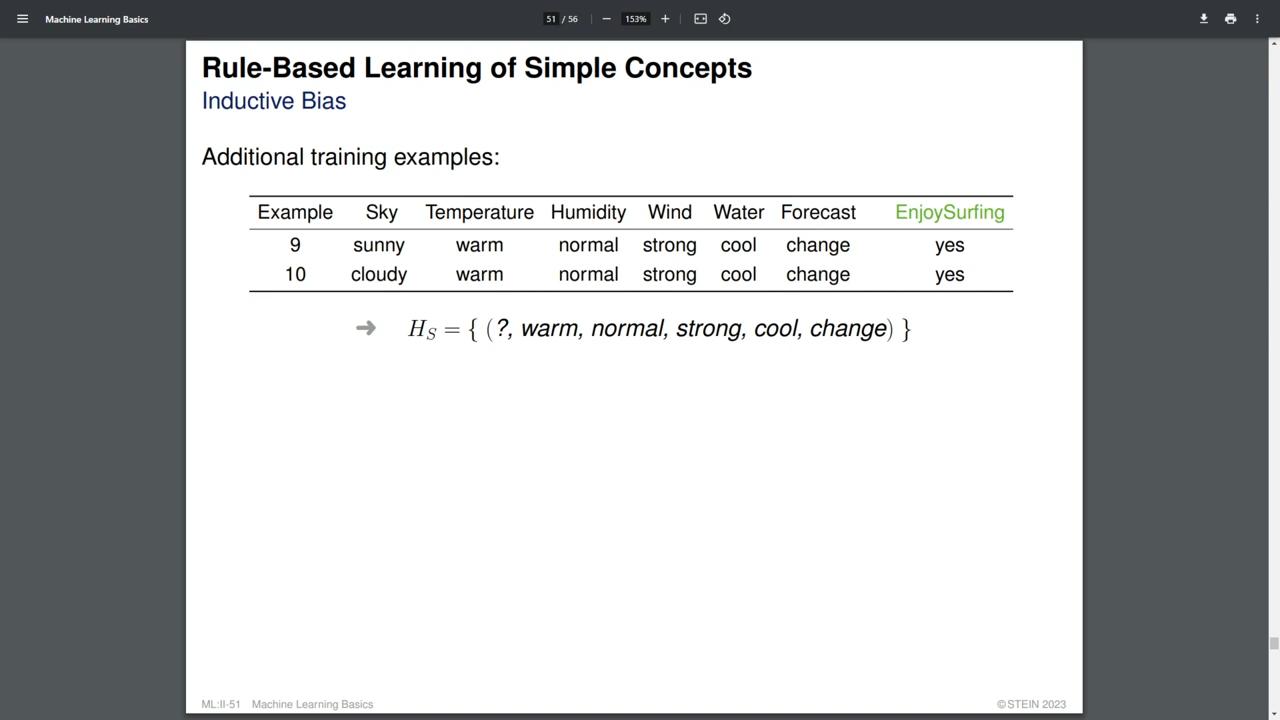 Machine Learning Basics
51 / 56
153%
Rule-Based Learning of Simple Concepts
Inductive Bias
Additional training examples:
Example Sky Temperature Humidity Wind Water Forecast EnjoySurfing
9 sunny warm normal strong cool change yes
10 cloudy warm normal strong cool change yes
➜ H_S = { (?, warm, normal, strong, cool, change) }
ML:II-51 Machine Learning Basics
©STEIN 2023